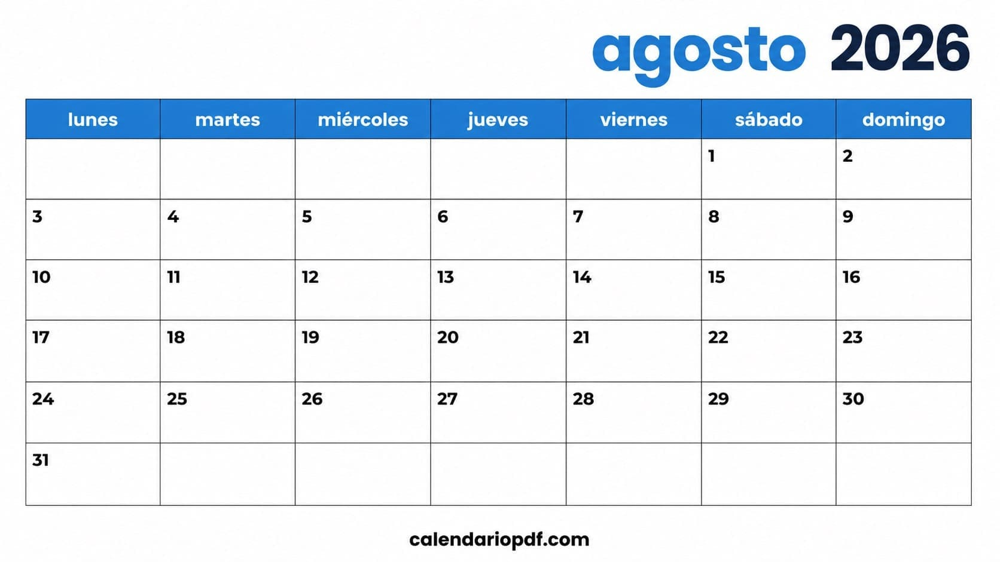 agosto 2026
lunes martes miércoles jueves viernes sábado domingo
1 2
3 4 5 6 7 8 9
10 11 12 13 14 15 16
17 18 19 20 21 22 23
24 25 26 27 28 29 30
31
calendariopdf.com